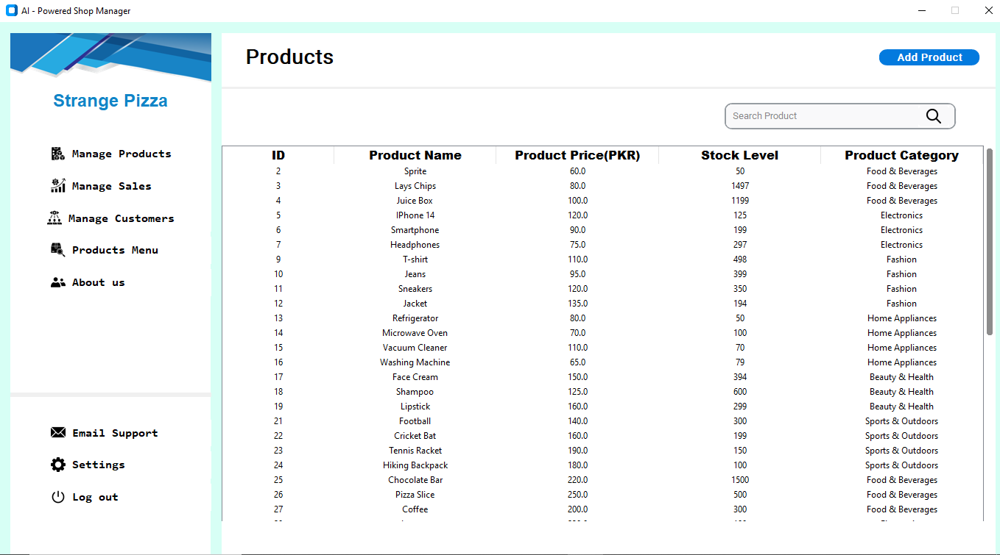 AI - Powered Shop Manager
Strange Pizza
Manage Products
Manage Sales
Manage Customers
Products Menu
About us
Email Support
Settings
Log out
Products
Add Product
Search Product
ID Product Name Product Price(PKR) Stock Level Product Category
2 Sprite 60.0 50 Food & Beverages
3 Lays Chips 80.0 1497 Food & Beverages
4 Juice Box 100.0 1199 Food & Beverages
5 IPhone 14 120.0 125 Electronics
6 Smartphone 90.0 199 Electronics
7 Headphones 75.0 297 Electronics
9 T-shirt 110.0 498 Fashion
10 Jeans 95.0 399 Fashion
11 Sneakers 120.0 350 Fashion
12 Jacket 135.0 194 Fashion
13 Refrigerator 80.0 50 Home Appliances
14 Microwave Oven 70.0 100 Home Appliances
15 Vacuum Cleaner 110.0 70 Home Appliances
16 Washing Machine 65.0 79 Home Appliances
17 Face Cream 150.0 394 Beauty & Health
18 Shampoo 125.0 600 Beauty & Health
19 Lipstick 160.0 299 Beauty & Health
21 Football 140.0 300 Sports & Outdoors
22 Cricket Bat 160.0 199 Sports & Outdoors
23 Tennis Racket 190.0 150 Sports & Outdoors
24 Hiking Backpack 180.0 100 Sports & Outdoors
25 Chocolate Bar 220.0 1500 Food & Beverages
26 Pizza Slice 250.0 500 Food & Beverages
27 Coffee 200.0 300 Food & Beverages